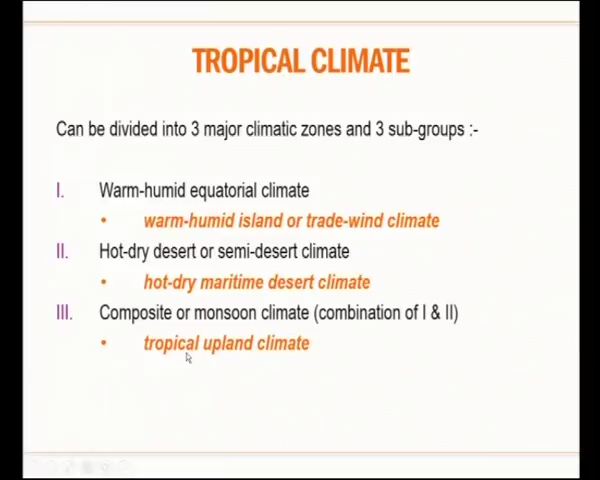 TROPICAL CLIMATE
Can be divided into 3 major climatic zones and 3 sub-groups :-
I. Warm-humid equatorial climate
• warm-humid island or trade-wind climate
II. Hot-dry desert or semi-desert climate
• hot-dry maritime desert climate
III. Composite or monsoon climate (combination of I & II)
• tropical upland climate